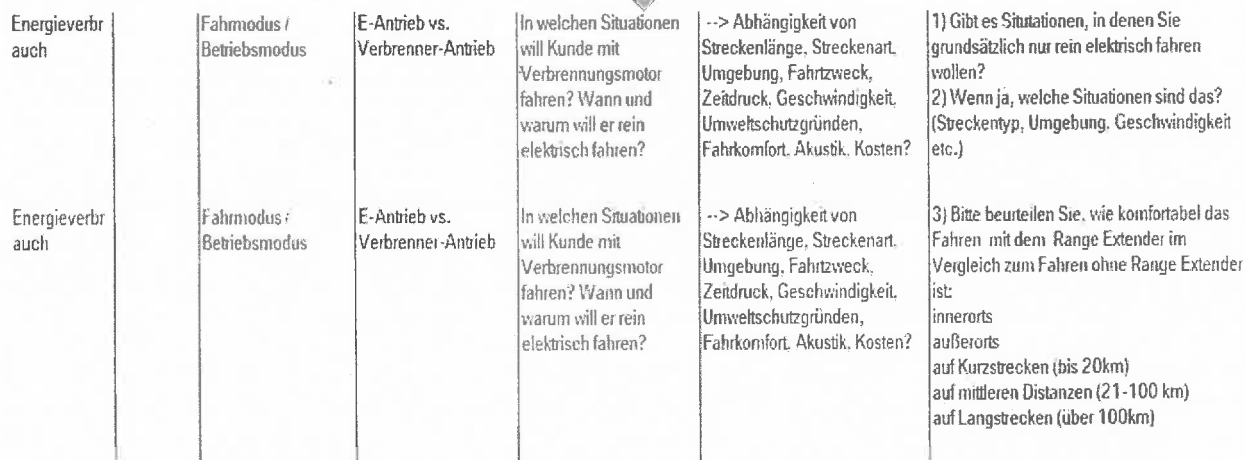 Energieverbr
auch
Fahrmodus /
Betriebsmodus
E-Antrieb vs.
Verbrenner-Antrieb
In welchen Situationen
will Kunde mit
Verbrennungsmotor
fahren? Wann und
warum will er rein
elektrisch fahren?
--> Abhängigkeit von
Streckenlänge, Streckenart,
Umgebung, Fahrtzweck,
Zeitdruck, Geschwindigkeit,
Umweltschutzgründen,
Fahrkomfort, Akustik, Kosten?
1) Gibt es Situtationen, in denen Sie
grundsätzlich nur rein elektrisch fahren
wollen?
2) Wenn ja, welche Situationen sind das?
(Streckentyp, Umgebung, Geschwindigkeit
etc.)
Energieverbr
auch
Fahrmodus /
Betriebsmodus
E-Antrieb vs.
Verbrenner-Antrieb
In welchen Situationen
will Kunde mit
Verbrennungsmotor
fahren? Wann und
warum will er rein
elektrisch fahren?
--> Abhängigkeit von
Streckenlänge, Streckenart,
Umgebung, Fahrtzweck,
Zeitdruck, Geschwindigkeit,
Umweltschutzgründen,
Fahrkomfort, Akustik, Kosten?
3) Bitte beurteilen Sie, wie komfortabel das
Fahren mit dem Range Extender im
Vergleich zum Fahren ohne Range Extender
ist:
innerorts
außerorts
auf Kurzstrecken (bis 20km)
auf mittleren Distanzen (21-100 km)
auf Langstrecken (über 100km)